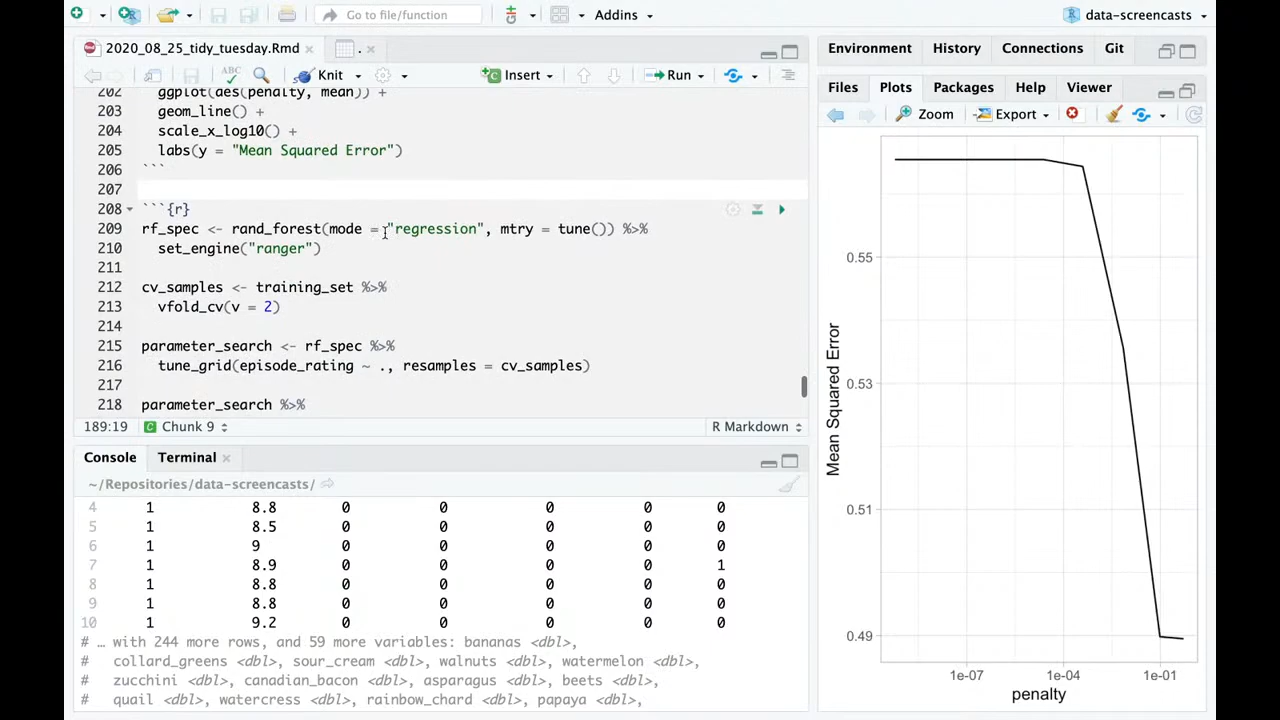 Go to file/function
Addins
data-screencasts
2020_08_25_tidy_tuesday.Rmd
.
ABC
Knit
Insert
Run
202 ggplot(aes(penalty, mean)) +
203 geom_line() +
204 scale_x_log10() +
205 labs(y = "Mean Squared Error")
206 ```
207
208 ```{r}
209 rf_spec <- rand_forest(mode = "regression", mtry = tune()) %>%
210 set_engine("ranger")
211
212 cv_samples <- training_set %>%
213 vfold_cv(v = 2)
214
215 parameter_search <- rf_spec %>%
216 tune_grid(episode_rating ~ ., resamples = cv_samples)
217
218 parameter_search %>%
189:19 Chunk 9 R Markdown
Console Terminal
~/Repositories/data-screencasts/
4 1 8.8 0 0 0 0 0
5 1 8.5 0 0 0 0 0
6 1 9 0 0 0 0 0
7 1 8.9 0 0 0 0 1
8 1 8.8 0 0 0 0 0
9 1 8.8 0 0 0 0 0
10 1 9.2 0 0 0 0 0
# … with 244 more rows, and 59 more variables: bananas <dbl>,
# collard_greens <dbl>, sour_cream <dbl>, walnuts <dbl>, watermelon <dbl>,
# zucchini <dbl>, canadian_bacon <dbl>, asparagus <dbl>, beets <dbl>,
# quail <dbl>, watercress <dbl>, rainbow_chard <dbl>, papaya <dbl>,
Environment History Connections Git
Files Plots Packages Help Viewer
Zoom Export
Mean Squared Error
0.55
0.53
0.51
0.49
1e-07 1e-04 1e-01
penalty